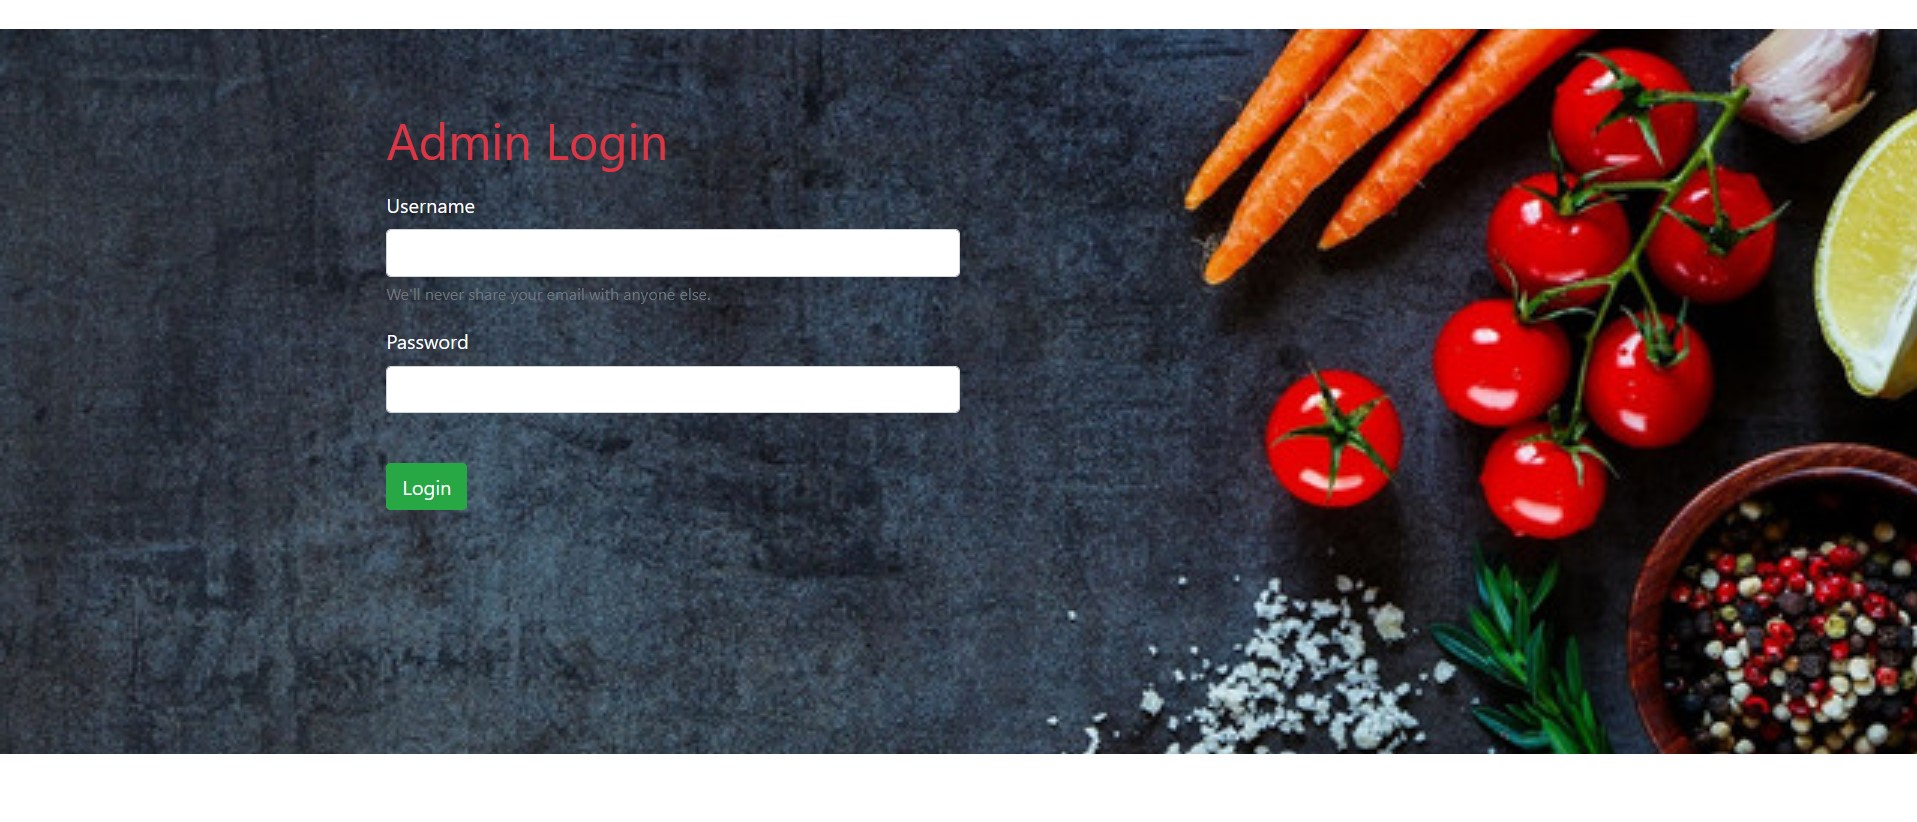 Admin Login
Username
We'll never share your email with anyone else.
Password
Login